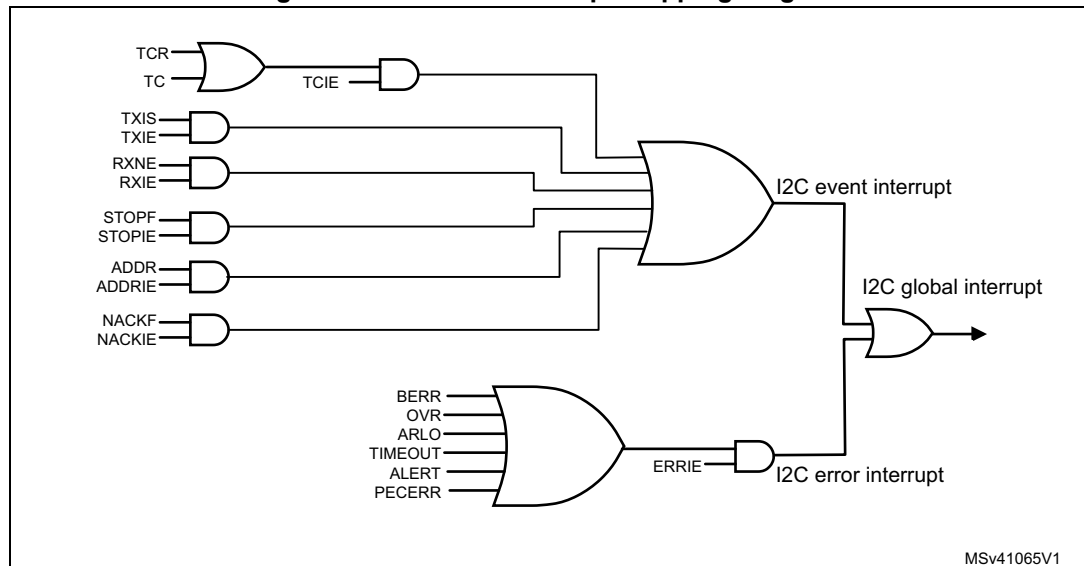 TCR
TC
TCIE
TXIS
TXIE
RXNE
RXIE
STOPF
STOPIE
ADDR
ADDRIE
NACKF
NACKIE
I2C event interrupt
I2C global interrupt
BERR
OVR
ARLO
TIMEOUT
ALERT
PECERR
ERRIE
I2C error interrupt
MSv41065V1